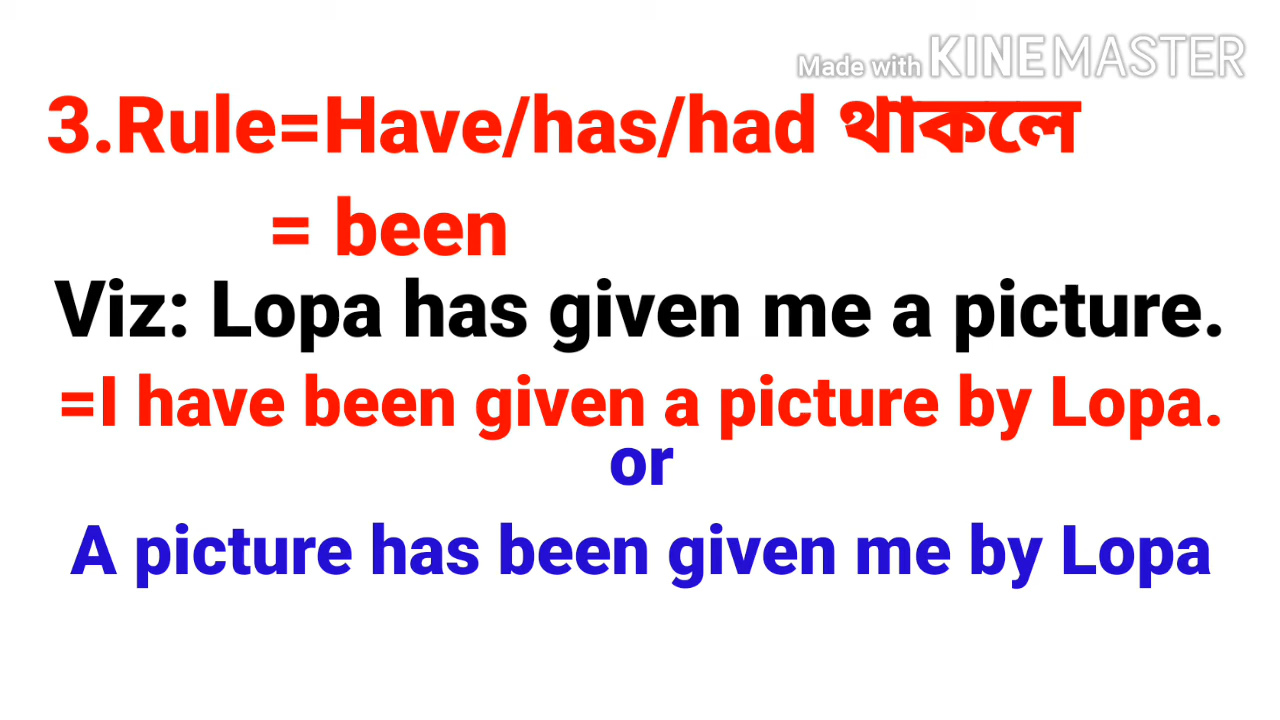 Made with KINEMASTER
3.Rule=Have/has/had থাকলে
= been
Viz: Lopa has given me a picture.
=I have been given a picture by Lopa.
or
A picture has been given me by Lopa